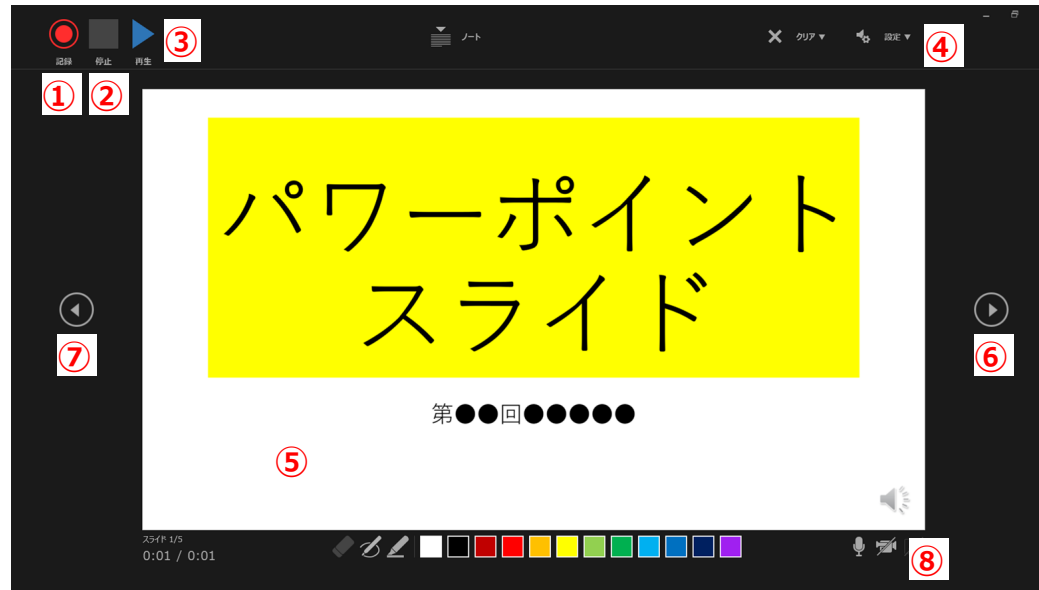 記録 停止 再生 ③ ノート クリア 設定 ④
① ②
パワーポイント
スライド
⑦ ⑥
第●●回●●●●●
⑤
スライド 1/5
0:01 / 0:01
⑧